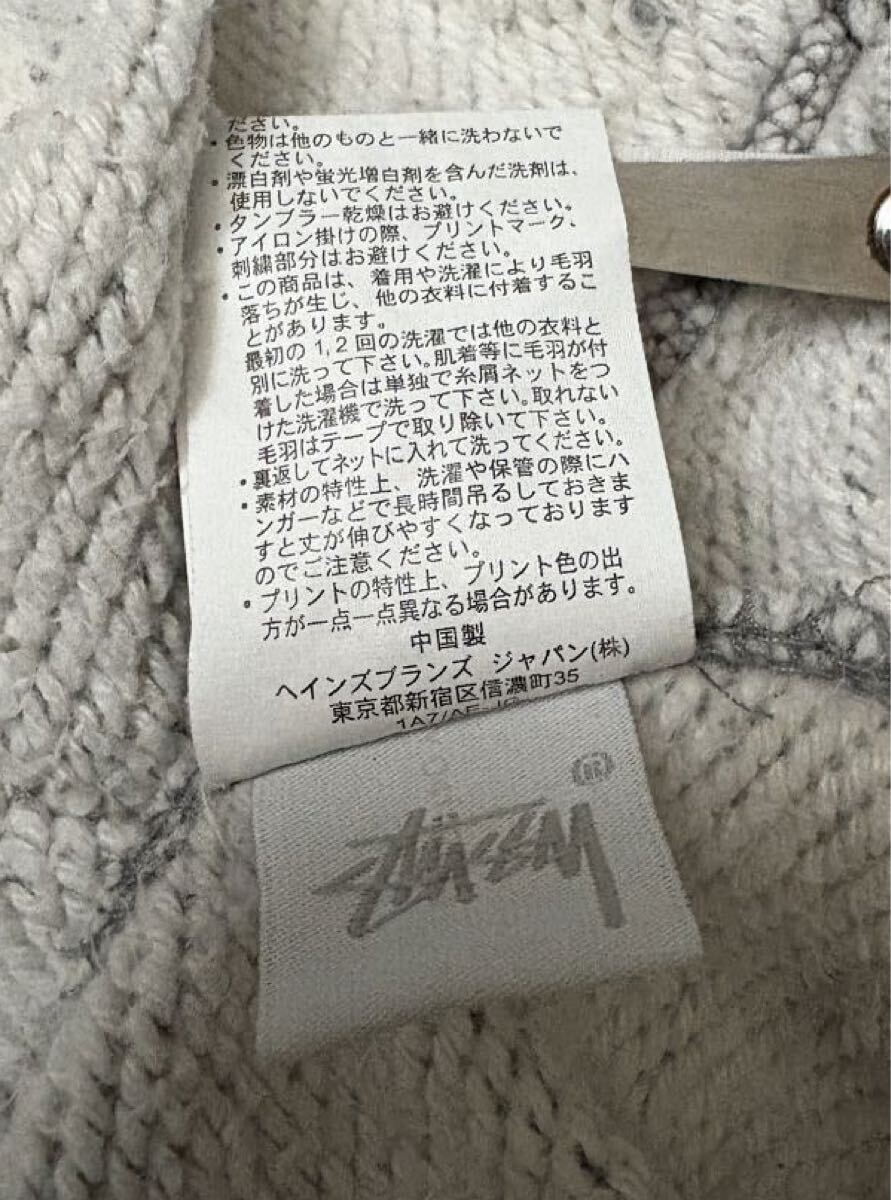 ださい。
・色物は他のものと一緒に洗わないで
ください。
・漂白剤や蛍光増白剤を含んだ洗剤は、
使用しないでください。
・タンブラー乾燥はお避けください。
・アイロン掛けの際、プリントマーク、
刺繍部分はお避けください。
・この商品は、着用や洗濯により毛羽
落ちが生じ、他の衣料に付着するこ
とがあります。
最初の1,2回の洗濯では他の衣料と
別に洗って下さい。肌着等に毛羽が付
着した場合は単独で糸屑ネットをつ
けた洗濯機で洗って下さい。取れない
毛羽はテープで取り除いて下さい。
・裏返してネットに入れて洗ってください。
・素材の特性上、洗濯や保管の際にハ
ンガーなどで長時間吊るしておきま
すと丈が伸びやすくなっております
のでご注意ください。
・プリントの特性上、プリント色の出
方が一点一点異なる場合があります。
中国製
ヘインズブランズ ジャパン(株)
東京都新宿区信濃町35
STÜSSY ®